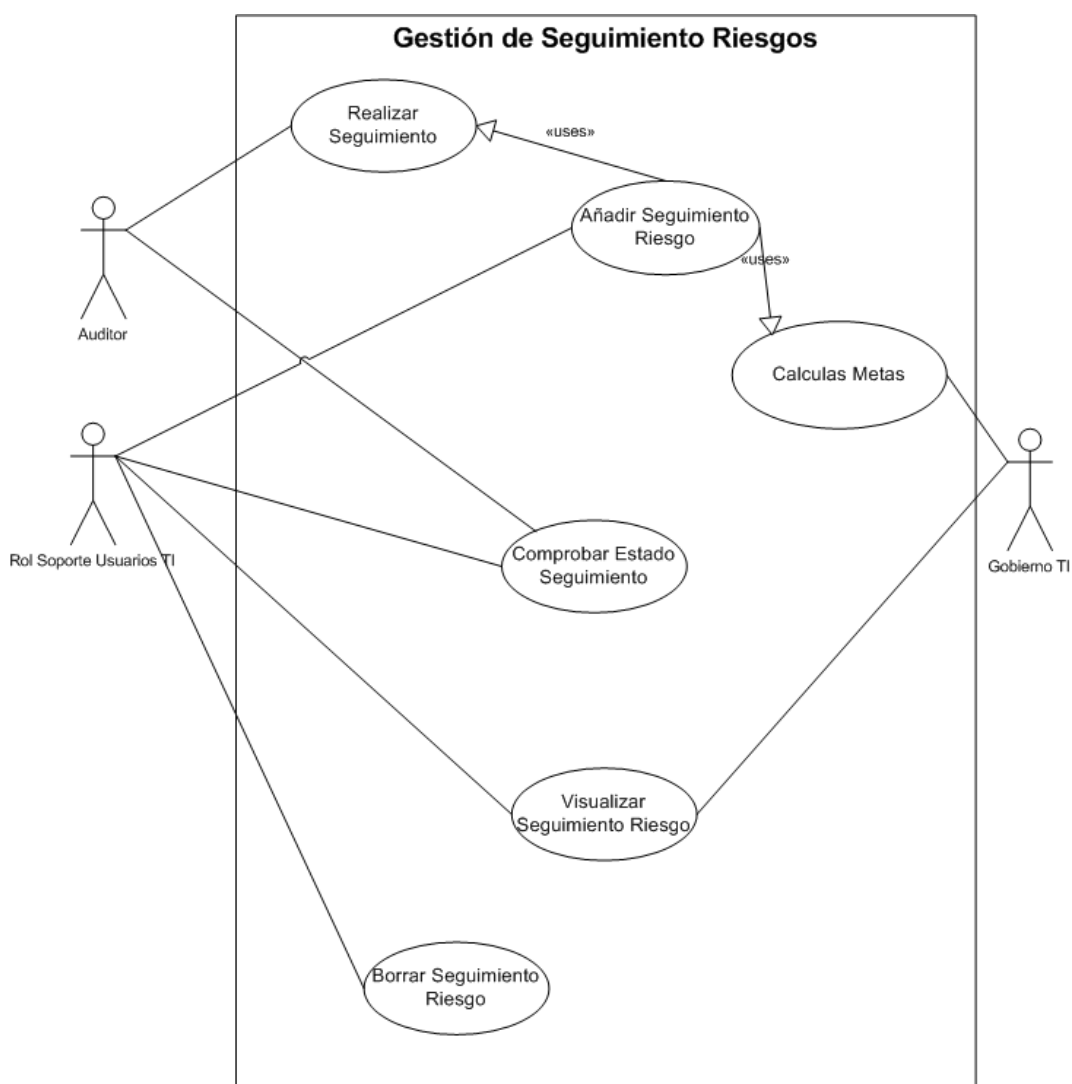 Gestión de Seguimiento Riesgos
Realizar
Seguimiento
«uses»
Añadir Seguimiento
Riesgo
«uses»
Auditor
Calculas Metas
Rol Soporte Usuarios TI
Comprobar Estado
Seguimiento
Gobierno TI
Visualizar
Seguimiento Riesgo
Borrar Seguimiento
Riesgo